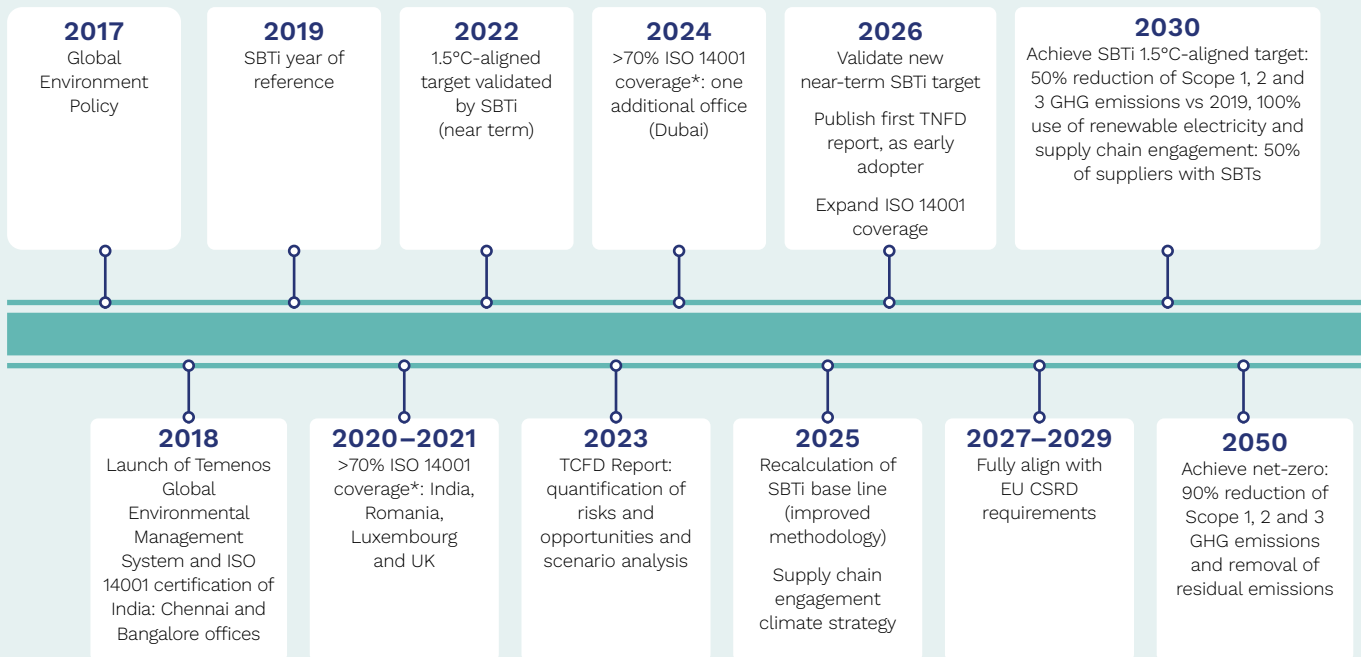 2017
Global
Environment
Policy
2019
SBTi year of
reference
2022
1.5°C-aligned
target validated
by SBTi
(near term)
2024
>70% ISO 14001
coverage*: one
additional office
(Dubai)
2026
Validate new
near-term SBTi target
Publish first TNFD
report, as early
adopter
Expand ISO 14001
coverage
2030
Achieve SBTi 1.5°C-aligned target:
50% reduction of Scope 1, 2 and
3 GHG emissions vs 2019, 100%
use of renewable electricity and
supply chain engagement: 50%
of suppliers with SBTs
2018
Launch of Temenos
Global
Environmental
Management
System and ISO
14001 certification of
India: Chennai and
Bangalore offices
2020–2021
>70% ISO 14001
coverage*: India,
Romania,
Luxembourg
and UK
2023
TCFD Report:
quantification of
risks and
opportunities and
scenario analysis
2025
Recalculation of
SBTi base line
(improved
methodology)
Supply chain
engagement
climate strategy
2027–2029
Fully align with
EU CSRD
requirements
2050
Achieve net-zero:
90% reduction of
Scope 1, 2 and 3
GHG emissions
and removal of
residual emissions